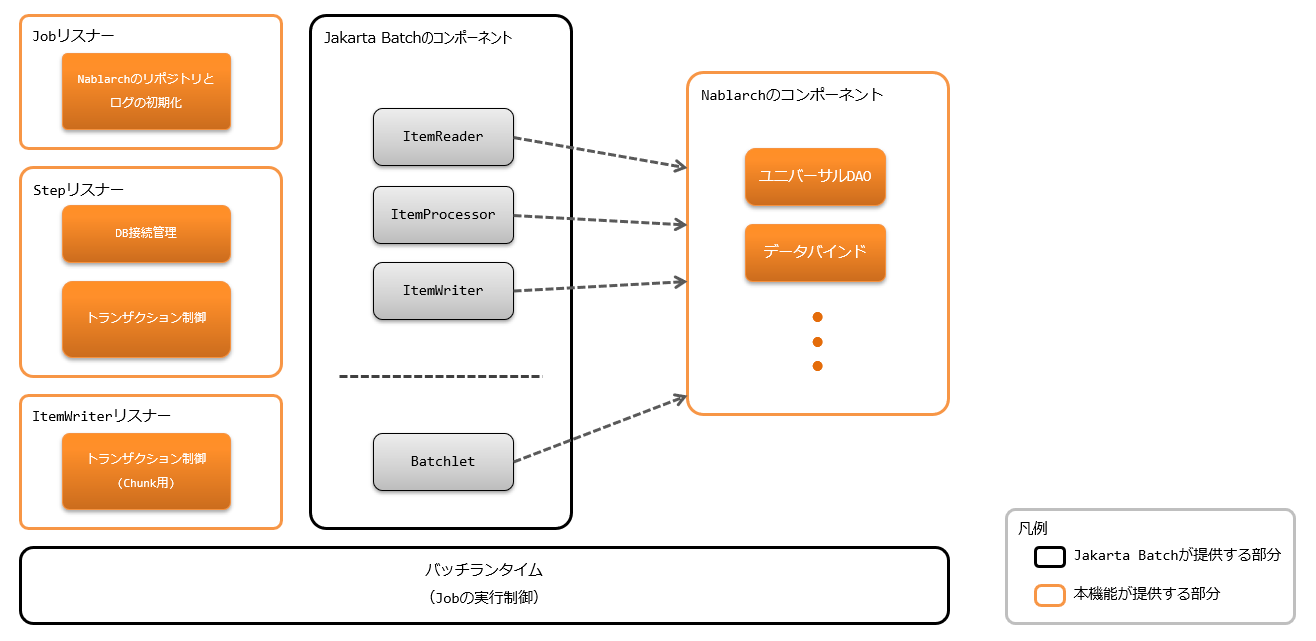 Jobリスナー
Nablarchのリポジトリと
ログの初期化
Stepリスナー
DB接続管理
トランザクション制御
ItemWriterリスナー
トランザクション制御
(Chunk用)
Jakarta Batchのコンポーネント
ItemReader
ItemProcessor
ItemWriter
Batchlet
Nablarchのコンポーネント
ユニバーサルDAO
データバインド
バッチランタイム
（Jobの実行制御）
凡例
Jakarta Batchが提供する部分
本機能が提供する部分